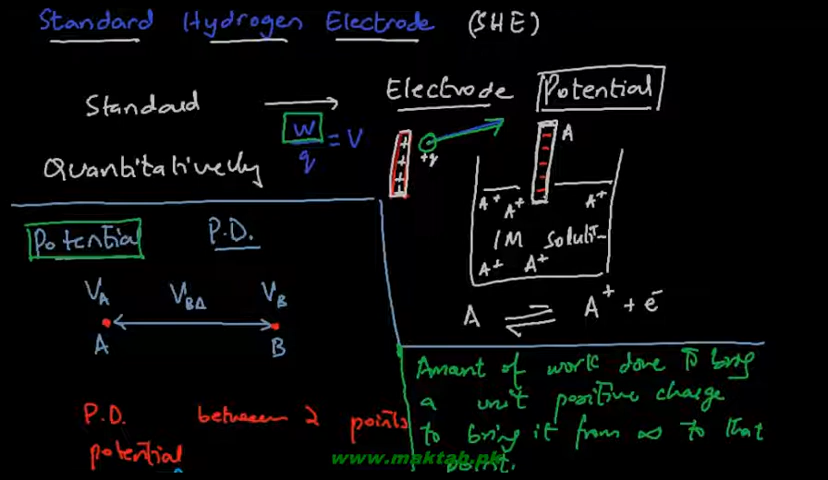 Standard Hydrogen Electrode (SHE)
Standard → Electrode Potential
w/q = V
Quantitatively
+q
A
A+ A+ A+
1M solutn
A+ A+
A ⇌ A+ + e-
Potential P.D.
VA VBA VB
A B
P.D. between 2 points
potential
Amount of work done to bring
a unit positive charge
to bring it from ∞ to that
point.
www.maktab.pk